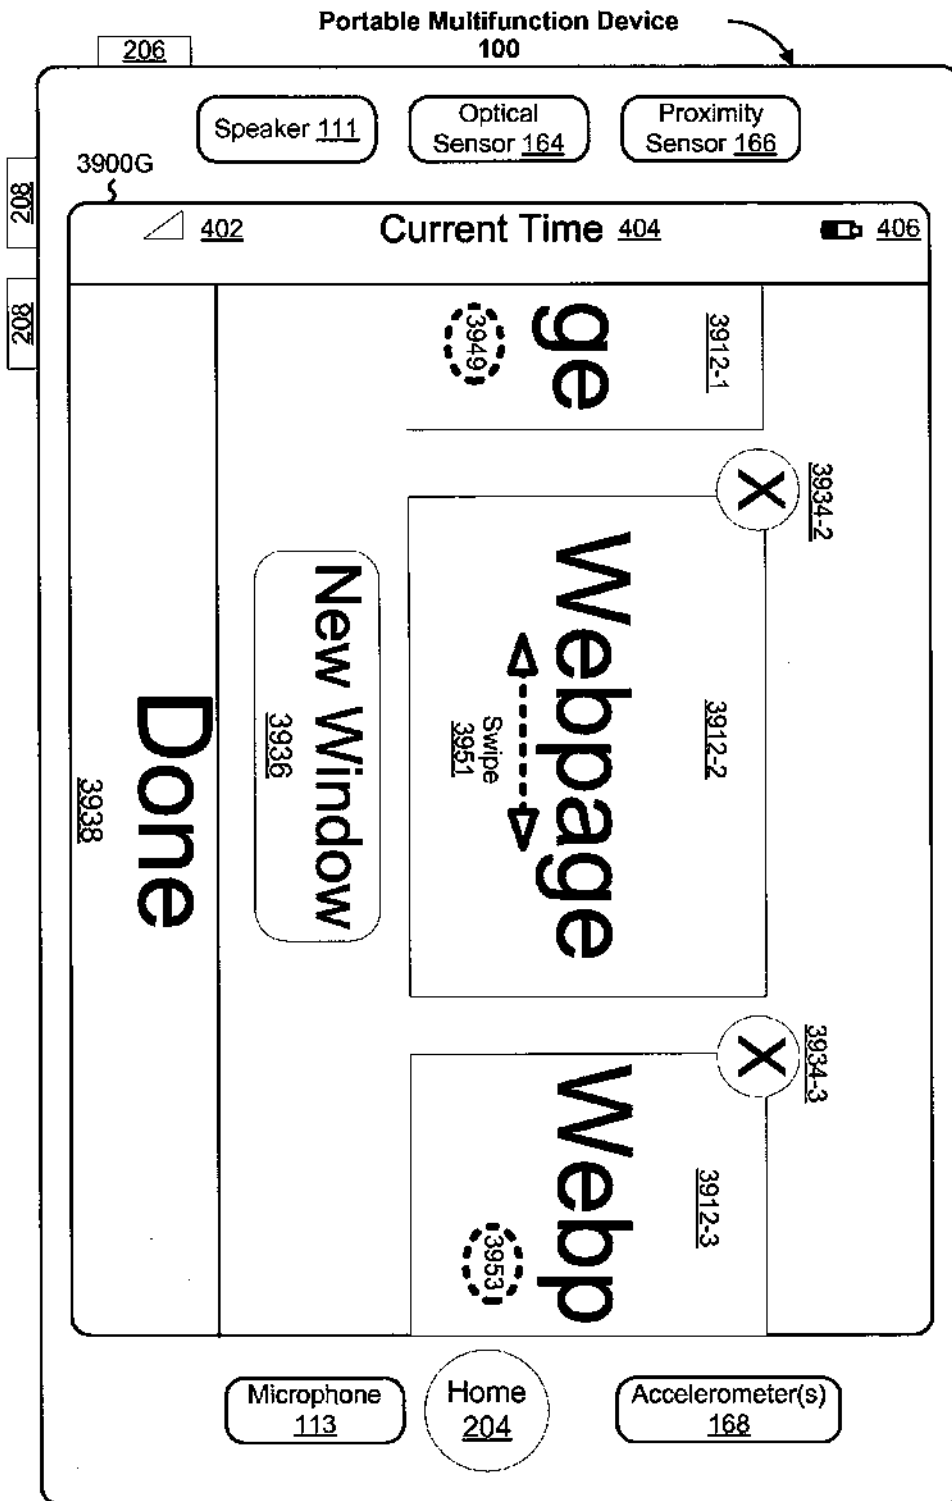 Portable Multifunction Device
100
206
Speaker 111
Optical
Sensor 164
Proximity
Sensor 166
3900G
208
208
402
Current Time 404
406
ge
3949
3912-1
X
3934-2
Webpage
3912-2
Swipe
3951
New Window
3936
Done
3938
X
3934-3
Webp
3912-3
3953
Microphone
113
Home
204
Accelerometer(s)
168